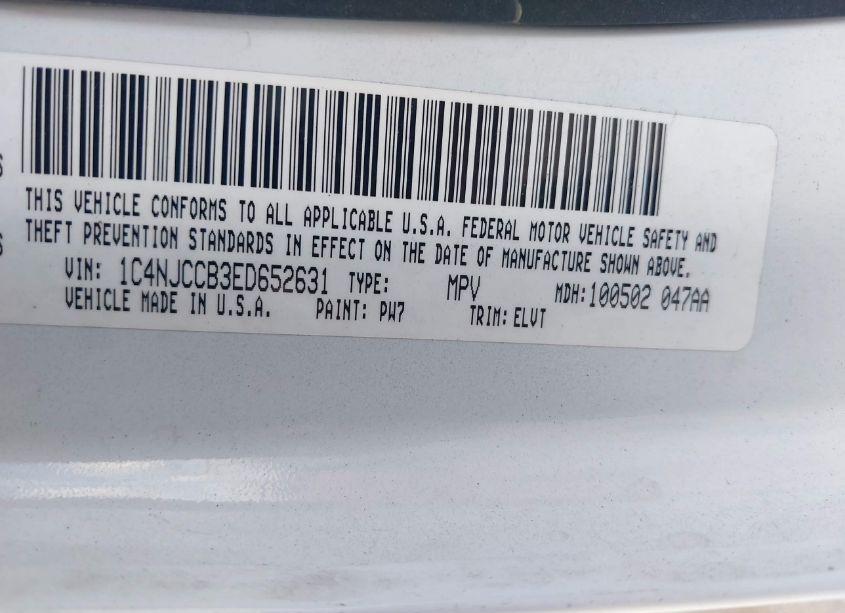 THIS VEHICLE CONFORMS TO ALL APPLICABLE U.S.A. FEDERAL MOTOR VEHICLE SAFETY AND
THEFT PREVENTION STANDARDS IN EFFECT ON THE DATE OF MANUFACTURE SHOWN ABOVE.
VIN: 1C4NJCCB3ED652631 TYPE: MPV MDH:100502 047AA
VEHICLE MADE IN U.S.A. PAINT: PW7 TRIM: ELVT